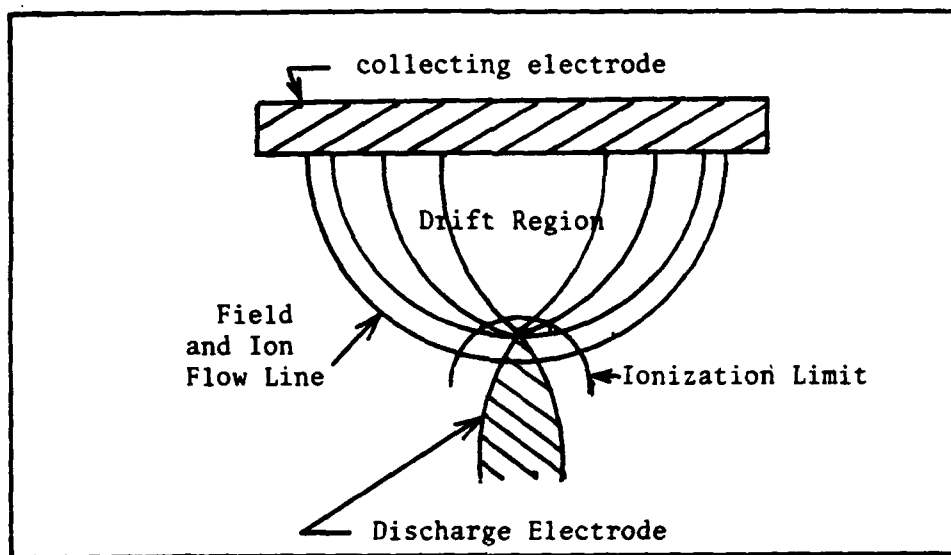 collecting electrode
Drift Region
Field
and Ion
Flow Line
Ionization Limit
Discharge Electrode